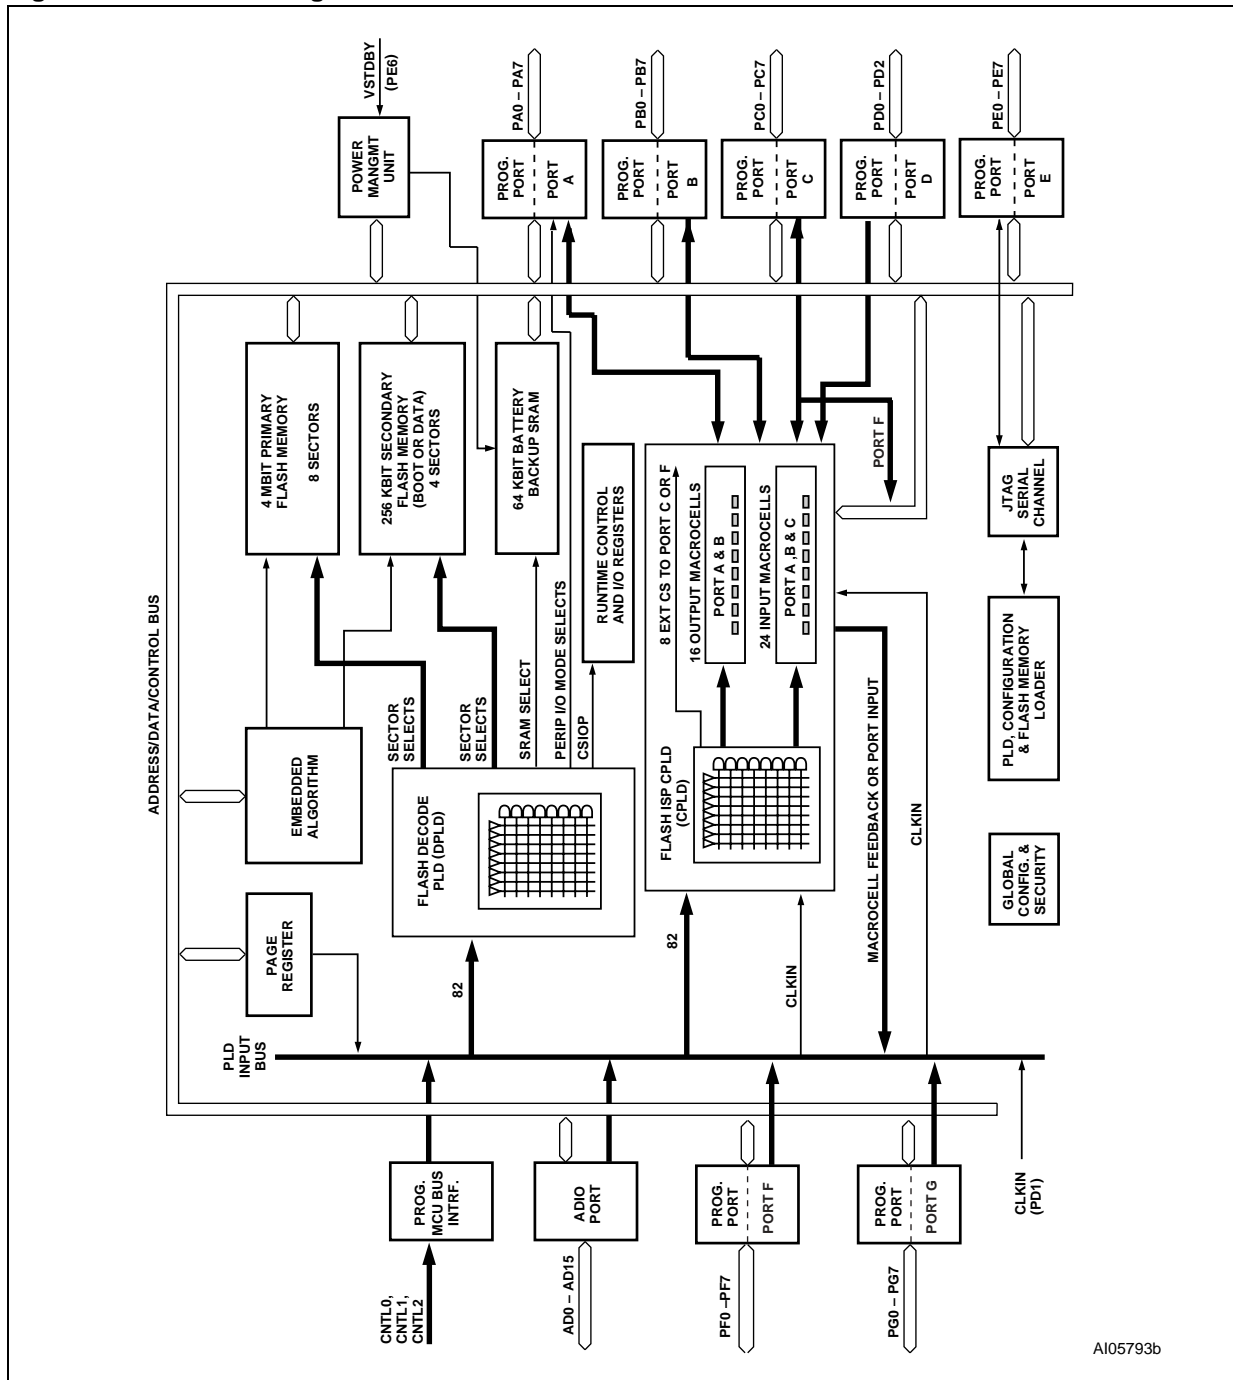 VSTDBY
(PE6)
PA0 – PA7
PB0 – PB7
PC0 – PC7
PD0 – PD2
PE0 – PE7
POWER
MANGMT
UNIT
PROG.
PORT
PORT
A
PROG.
PORT
PORT
B
PROG.
PORT
PORT
C
PROG.
PORT
PORT
D
PROG.
PORT
PORT
E
ADDRESS/DATA/CONTROL BUS
4 MBIT PRIMARY
FLASH MEMORY
8 SECTORS
256 KBIT SECONDARY
FLASH MEMORY
(BOOT OR DATA)
4 SECTORS
64 KBIT BATTERY
BACKUP SRAM
RUNTIME CONTROL
AND I/O REGISTERS
PORT F
8 EXT CS TO PORT C OR F
16 OUTPUT MACROCELLS
PORT A & B
24 INPUT MACROCELLS
PORT A ,B & C
JTAG
SERIAL
CHANNEL
SECTOR
SELECTS
SECTOR
SELECTS
SRAM SELECT
PERIP I/O MODE SELECTS
CSIOP
EMBEDDED
ALGORITHM
FLASH DECODE
PLD (DPLD)
FLASH ISP CPLD
(CPLD)
PLD, CONFIGURATION
& FLASH MEMORY
LOADER
MACROCELL FEEDBACK OR PORT INPUT
CLKIN
GLOBAL
CONFIG. &
SECURITY
PAGE
REGISTER
82
82
CLKIN
PLD
INPUT
BUS
PROG.
MCU BUS
INTRF.
ADIO
PORT
PROG.
PORT
PORT F
PROG.
PORT
PORT G
CLKIN
(PD1)
CNTL0,
CNTL1,
CNTL2
AD0 – AD15
PF0 –PF7
PG0 – PG7
AI05793b